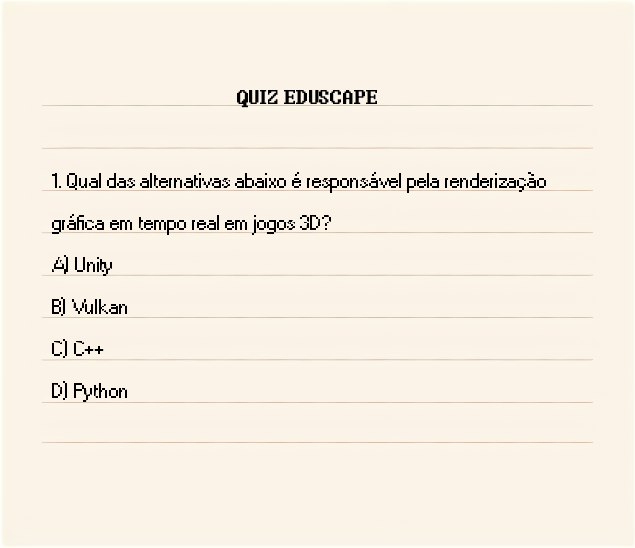 QUIZ EDUSCAPE
1. Qual das alternativas abaixo é responsável pela renderização
gráfica em tempo real em jogos 3D?
A) Unity
B) Vulkan
C) C++
D) Python